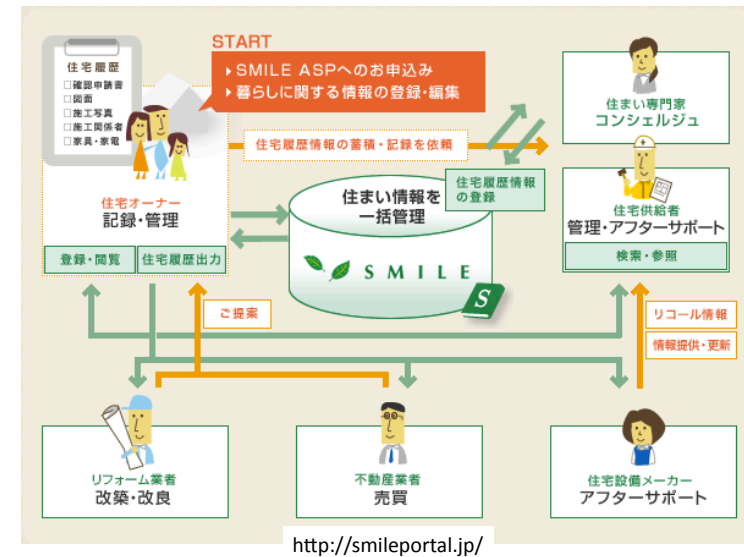 住宅履歴
□確認申請書
□図面
□施工写真
□施工関係者
□家具・家電
START
▶SMILE ASPへのお申込み
▶暮らしに関する情報の登録・編集
住宅履歴情報の蓄積・記録を依頼
住まい専門家
コンシェルジュ
住宅オーナー
記録・管理
登録・閲覧
住宅履歴出力
住まい情報を
一括管理
SMILE
S
住宅履歴情報
の登録
住宅供給者
管理・アフターサポート
検索・参照
ご提案
リコール情報
情報提供・更新
リフォーム業者
改築・改良
不動産業者
売買
住宅設備メーカー
アフターサポート
http://smileportal.jp/